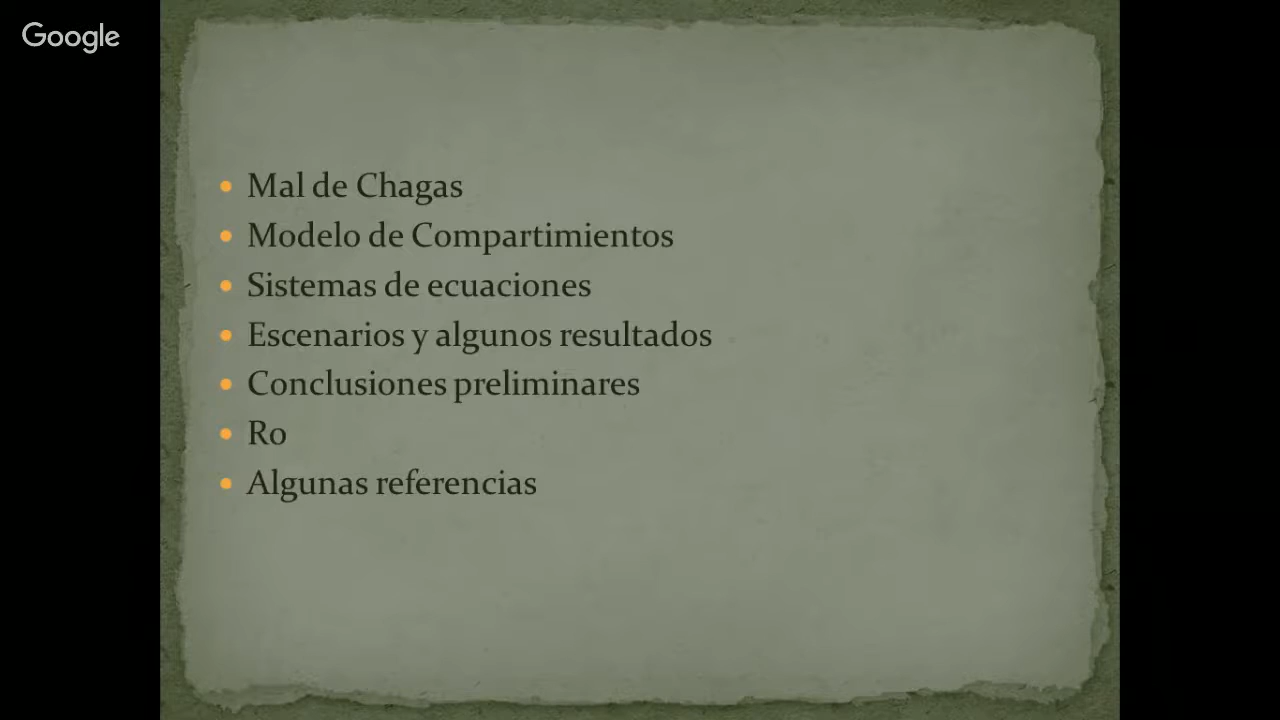 Google
• Mal de Chagas
• Modelo de Compartimientos
• Sistemas de ecuaciones
• Escenarios y algunos resultados
• Conclusiones preliminares
• Ro
• Algunas referencias